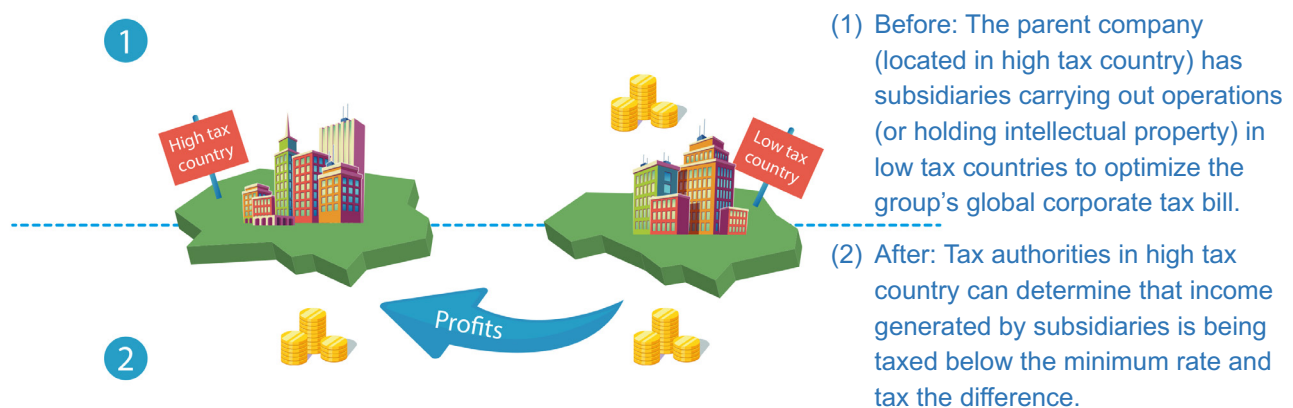 1
High tax
country
Low tax
country
Profits
2
(1) Before: The parent company
(located in high tax country) has
subsidiaries carrying out operations
(or holding intellectual property) in
low tax countries to optimize the
group’s global corporate tax bill.
(2) After: Tax authorities in high tax
country can determine that income
generated by subsidiaries is being
taxed below the minimum rate and
tax the difference.